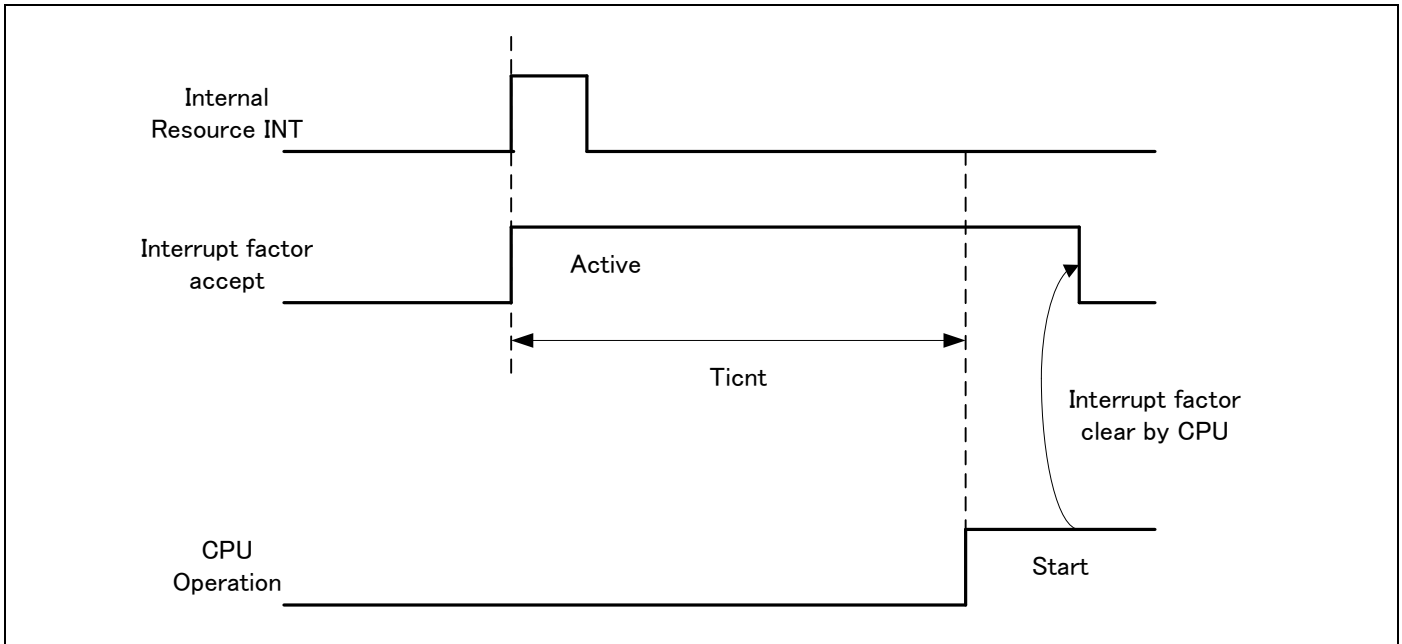 Internal
Resource INT
Interrupt factor
accept
Active
Ticnt
Interrupt factor
clear by CPU
CPU
Operation
Start